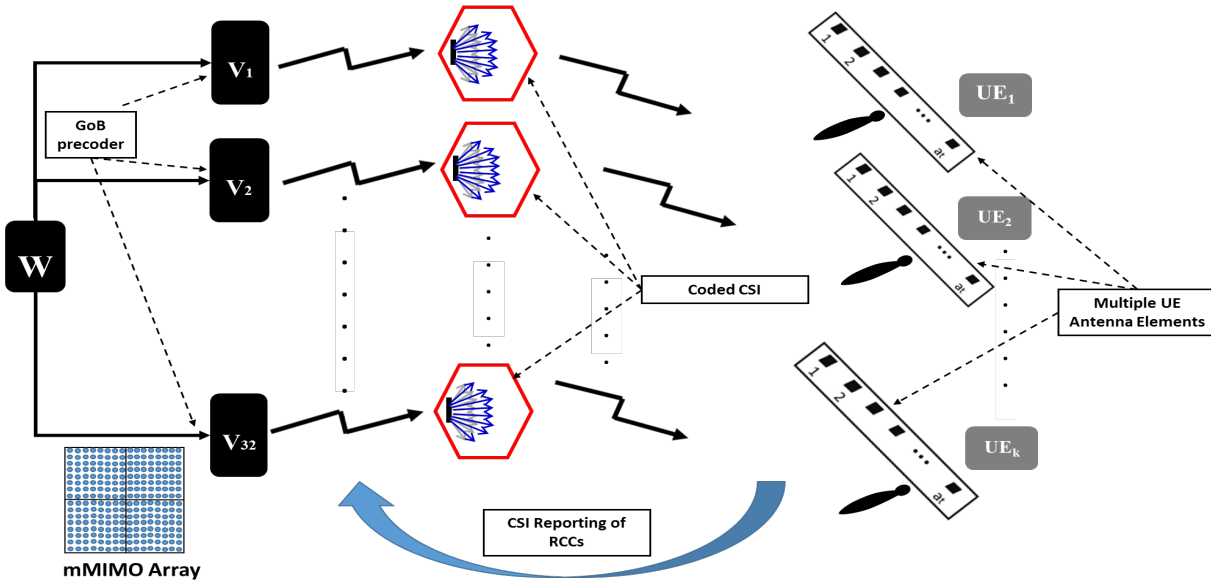 V1
UE1
GoB
precoder
1
2
...
at
V2
UE2
1
2
...
at
W
Coded CSI
Multiple UE
Antenna Elements
V32
UEk
1
2
...
at
CSI Reporting of
RCCs
mMIMO Array